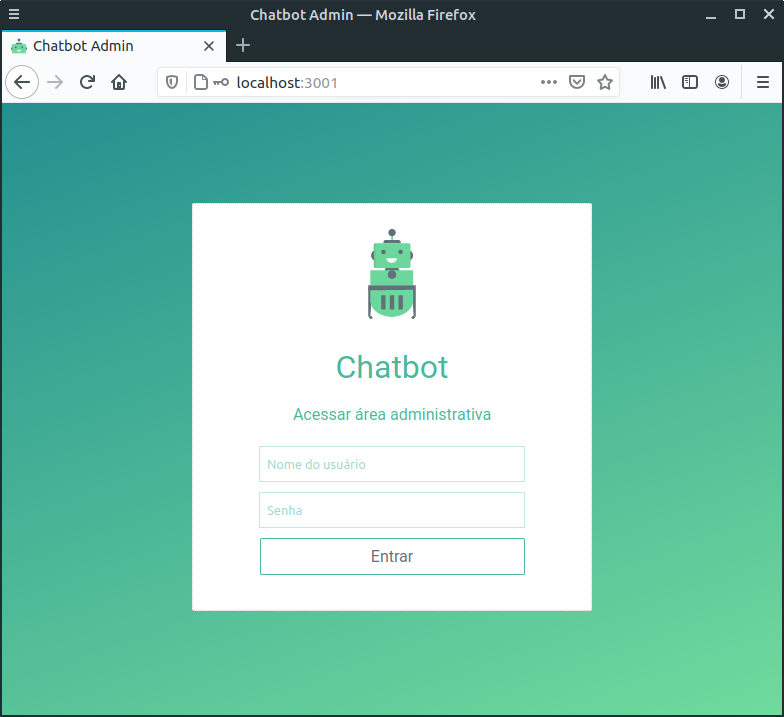 Chatbot Admin — Mozilla Firefox
Chatbot Admin
localhost:3001
Chatbot
Acessar área administrativa
Nome do usuário
Senha
Entrar